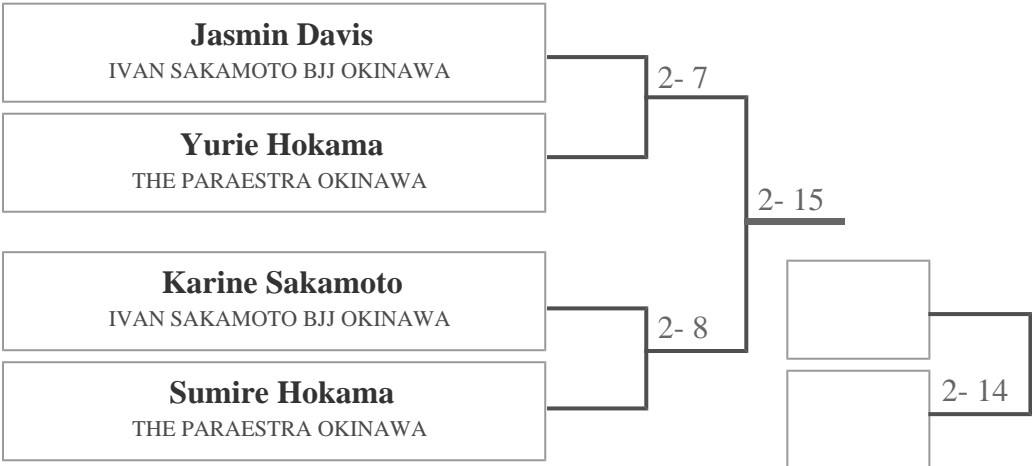 Jasmin Davis
IVAN SAKAMOTO BJJ OKINAWA
2- 7
Yurie Hokama
THE PARAESTRA OKINAWA
2- 15
Karine Sakamoto
IVAN SAKAMOTO BJJ OKINAWA
2- 8
Sumire Hokama
THE PARAESTRA OKINAWA
2- 14